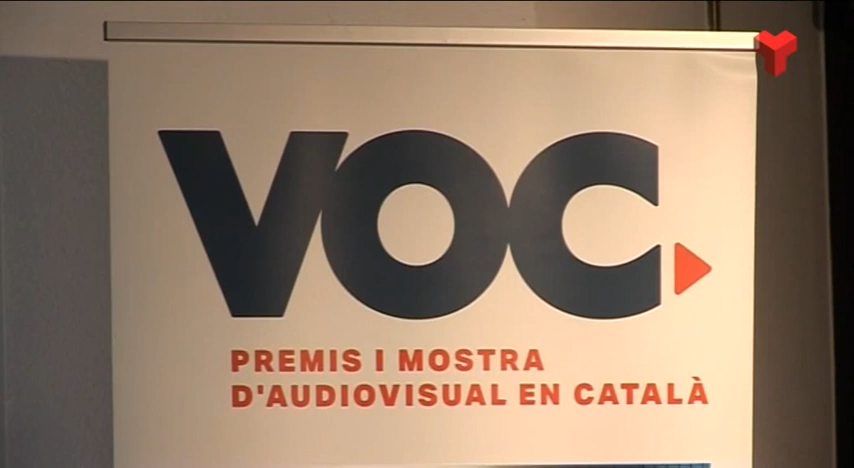 VOC
PREMIS I MOSTRA
D'AUDIOVISUAL EN CATALÀ